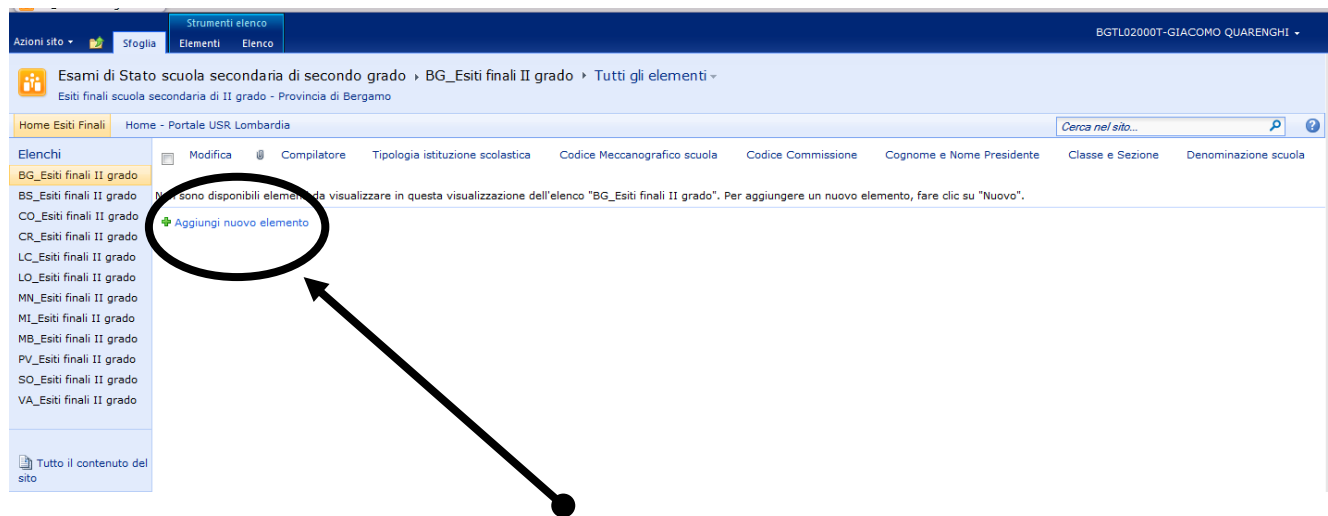 Strumenti elenco
Azioni sito Sfoglia Elementi Elenco BGTL02000T-GIACOMO QUARENGHI
Esami di Stato scuola secondaria di secondo grado BG_Esiti finali II grado Tutti gli elementi
Esiti finali scuola secondaria di II grado - Provincia di Bergamo
Home Esiti Finali Home - Portale USR Lombardia Cerca nel sito...
Elenchi Modifica Compilatore Tipologia istituzione scolastica Codice Meccanografico scuola Codice Commissione Cognome e Nome Presidente Classe e Sezione Denominazione scuola
BG_Esiti finali II grado
BS_Esiti finali II grado sono disponibili da visualizzare in questa visualizzazione dell'elenco "BG_Esiti finali II grado". Per aggiungere un nuovo elemento, fare clic su "Nuovo".
CO_Esiti finali II grado Aggiungi nuovo elemento
CR_Esiti finali II grado
LC_Esiti finali II grado
LO_Esiti finali II grado
MN_Esiti finali II grado
MI_Esiti finali II grado
MB_Esiti finali II grado
PV_Esiti finali II grado
SO_Esiti finali II grado
VA_Esiti finali II grado
Tutto il contenuto del
sito